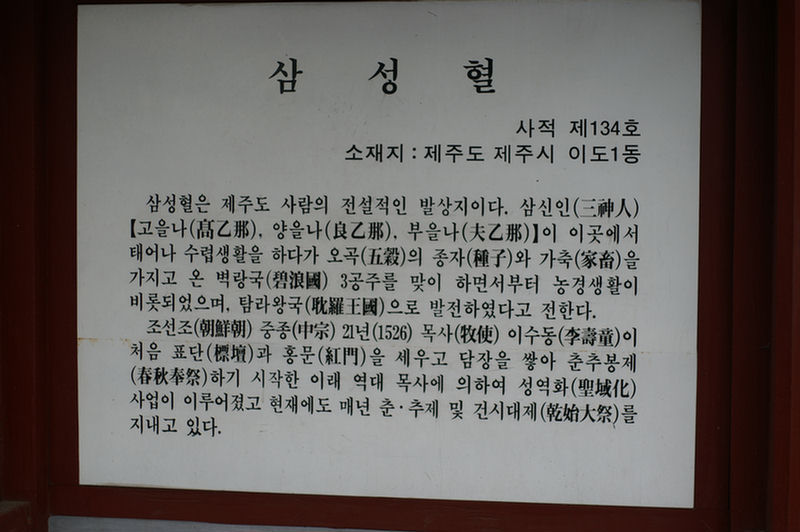 삼성혈
사적 제134호
소재지 : 제주도 제주시 이도1동
삼성혈은 제주도 사람의 전설적인 발상지이다. 삼신인(三神人)
【고을나(髙乙那), 양을나(良乙那), 부을나(夫乙那)】이 이곳에서
태어나 수렵생활을 하다가 오곡(五穀)의 종자(種子)와 가축(家畜)을
가지고 온 벽랑국(碧浪國) 3공주를 맞이 하면서부터 농경생활이
비롯되었으며, 탐라왕국(耽羅王國)으로 발전하였다고 전한다.
조선조(朝鮮朝) 중종(中宗) 21년(1526) 목사(牧使) 이수동(李壽童)이
처음 표단(標壇)과 홍문(紅門)을 세우고 담장을 쌓아 춘추봉제
(春秋奉祭)하기 시작한 이래 역대 목사에 의하여 성역화(聖域化)
사업이 이루어졌고 현재에도 매년 춘·추제 및 건시대제(乾始大祭)를
지내고 있다.